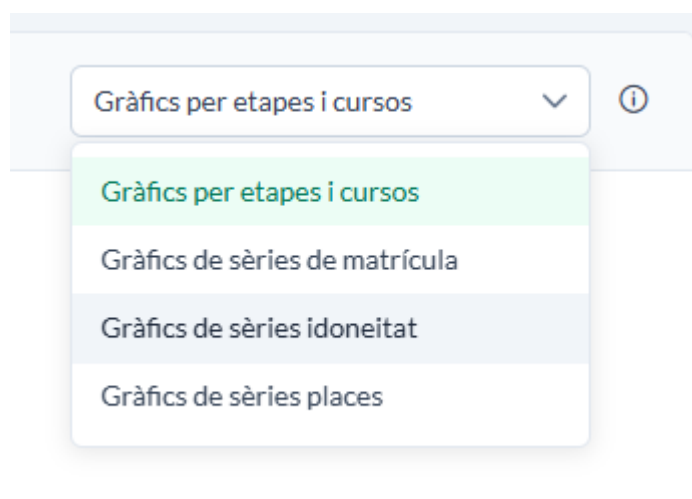 Gràfics per etapes i cursos
Gràfics per etapes i cursos
Gràfics de sèries de matrícula
Gràfics de sèries idoneitat
Gràfics de sèries places